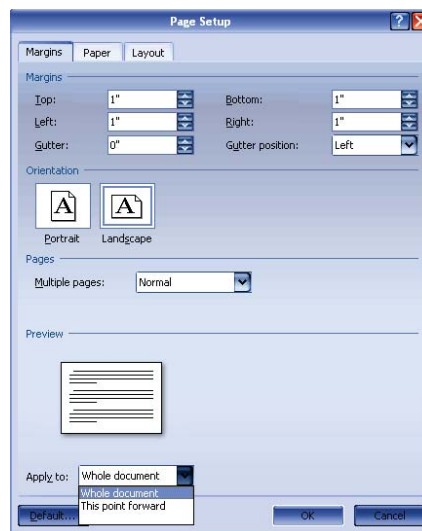 Page Setup
Margins Paper Layout
Margins
Top: 1" Bottom: 1"
Left: 1" Right: 1"
Gutter: 0" Gutter position: Left
Orientation
A A
Portrait Landscape
Pages
Multiple pages: Normal
Preview
Apply to: Whole document
Whole document
This point forward
Default... OK Cancel